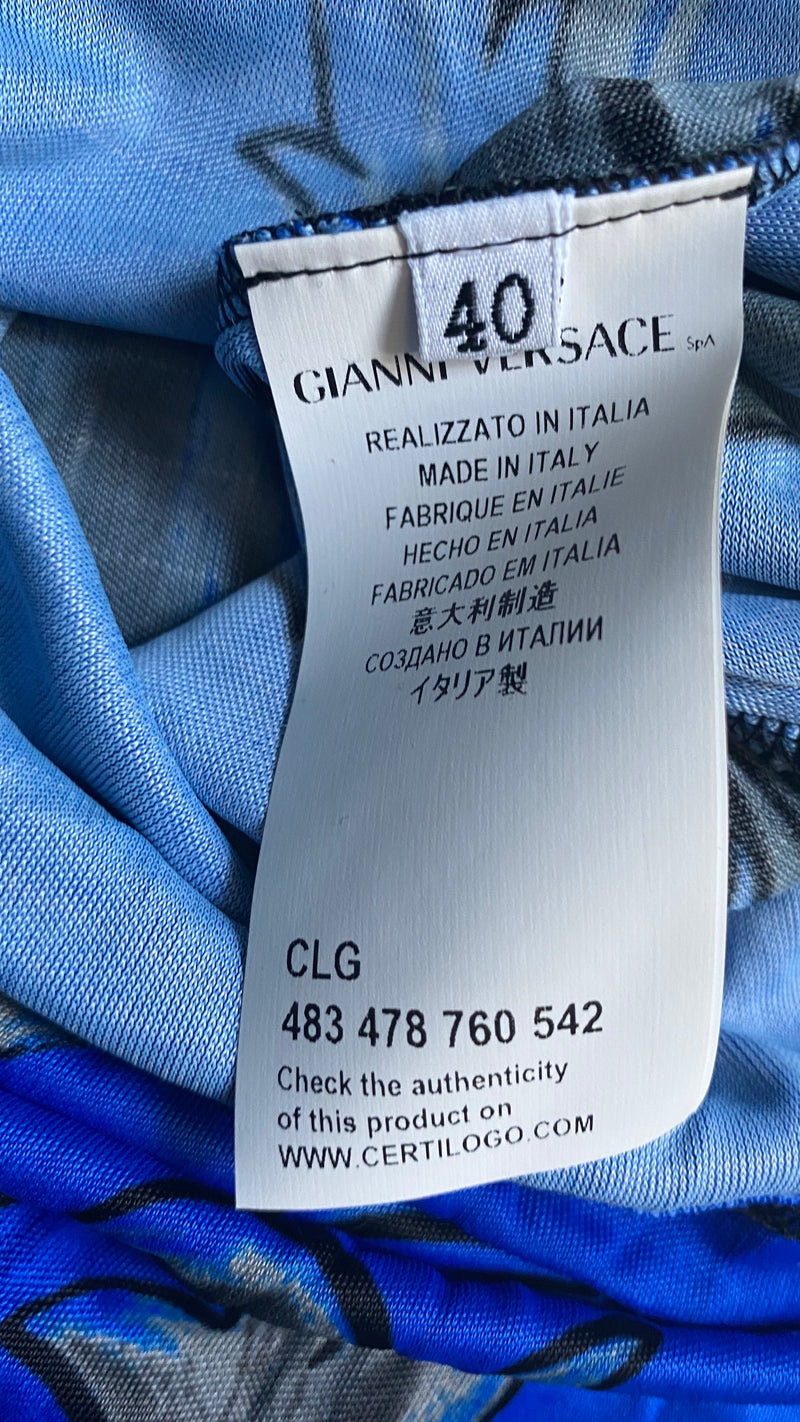 40
GIANNI VERSACE SpA
REALIZZATO IN ITALIA
MADE IN ITALY
FABRIQUE EN ITALIE
HECHO EN ITALIA
FABRICADO EM ITALIA
意大利制造
СОЗДАНО В ИТАЛИИ
イタリア製
CLG
483 478 760 542
Check the authenticity
of this product on
WWW.CERTILOGO.COM